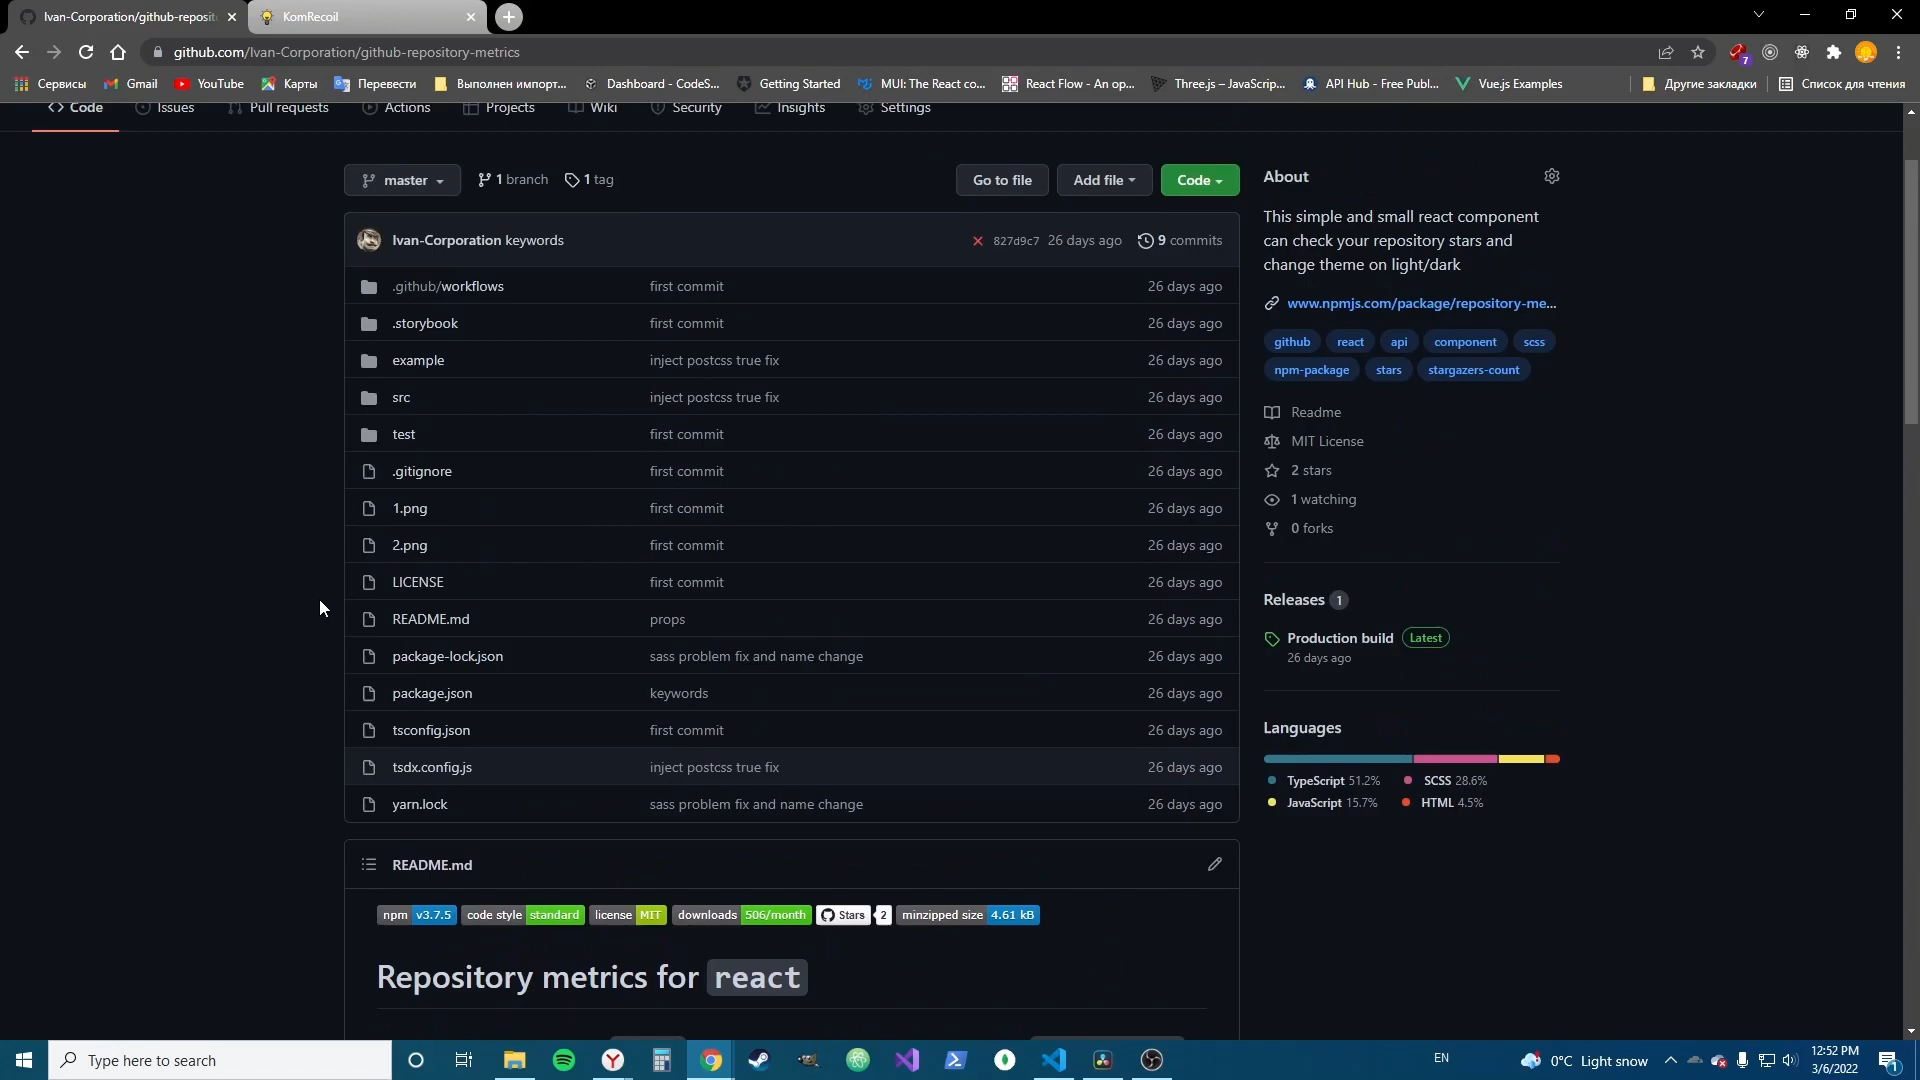 Ivan-Corporation/github-reposit
KomRecoil
github.com/Ivan-Corporation/github-repository-metrics
7
Сервисы
Gmail
YouTube
Карты
Перевести
Выполнен импорт...
Dashboard - CodeS...
Getting Started
MUI: The React co...
React Flow - An op...
Three.js – JavaScrip...
API Hub - Free Publ...
Vue.js Examples
Другие закладки
Список для чтения
Code
Issues
Pull requests
Actions
Projects
Wiki
Security
Insights
Settings
master
1 branch
1 tag
Go to file
Add file
Code
Ivan-Corporation keywords
827d9c7 26 days ago
9 commits
.github/workflows first commit 26 days ago
.storybook first commit 26 days ago
example inject postcss true fix 26 days ago
src inject postcss true fix 26 days ago
test first commit 26 days ago
.gitignore first commit 26 days ago
1.png first commit 26 days ago
2.png first commit 26 days ago
LICENSE first commit 26 days ago
README.md props 26 days ago
package-lock.json sass problem fix and name change 26 days ago
package.json keywords 26 days ago
tsconfig.json first commit 26 days ago
tsdx.config.js inject postcss true fix 26 days ago
yarn.lock sass problem fix and name change 26 days ago
README.md
npm v3.7.5 code style standard license MIT downloads 506/month Stars 2 minzipped size 4.61 kB
Repository metrics for react
About
This simple and small react component
can check your repository stars and
change theme on light/dark
www.npmjs.com/package/repository-me...
github react api component scss
npm-package stars stargazers-count
Readme
MIT License
2 stars
1 watching
0 forks
Releases 1
Production build Latest
26 days ago
Languages
TypeScript 51.2% SCSS 28.6%
JavaScript 15.7% HTML 4.5%
Type here to search
EN
0°C Light snow
12:52 PM
3/6/2022
1